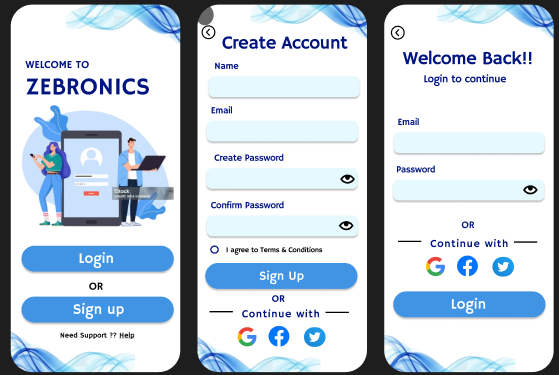 WELCOME TO
ZEBRONICS
iStock
Login
OR
Sign up
Need Support ?? Help
Create Account
Name
Email
Create Password
Confirm Password
I agree to Terms & Conditions
Sign Up
OR
Continue with
Welcome Back!!
Login to continue
Email
Password
OR
Continue with
Login